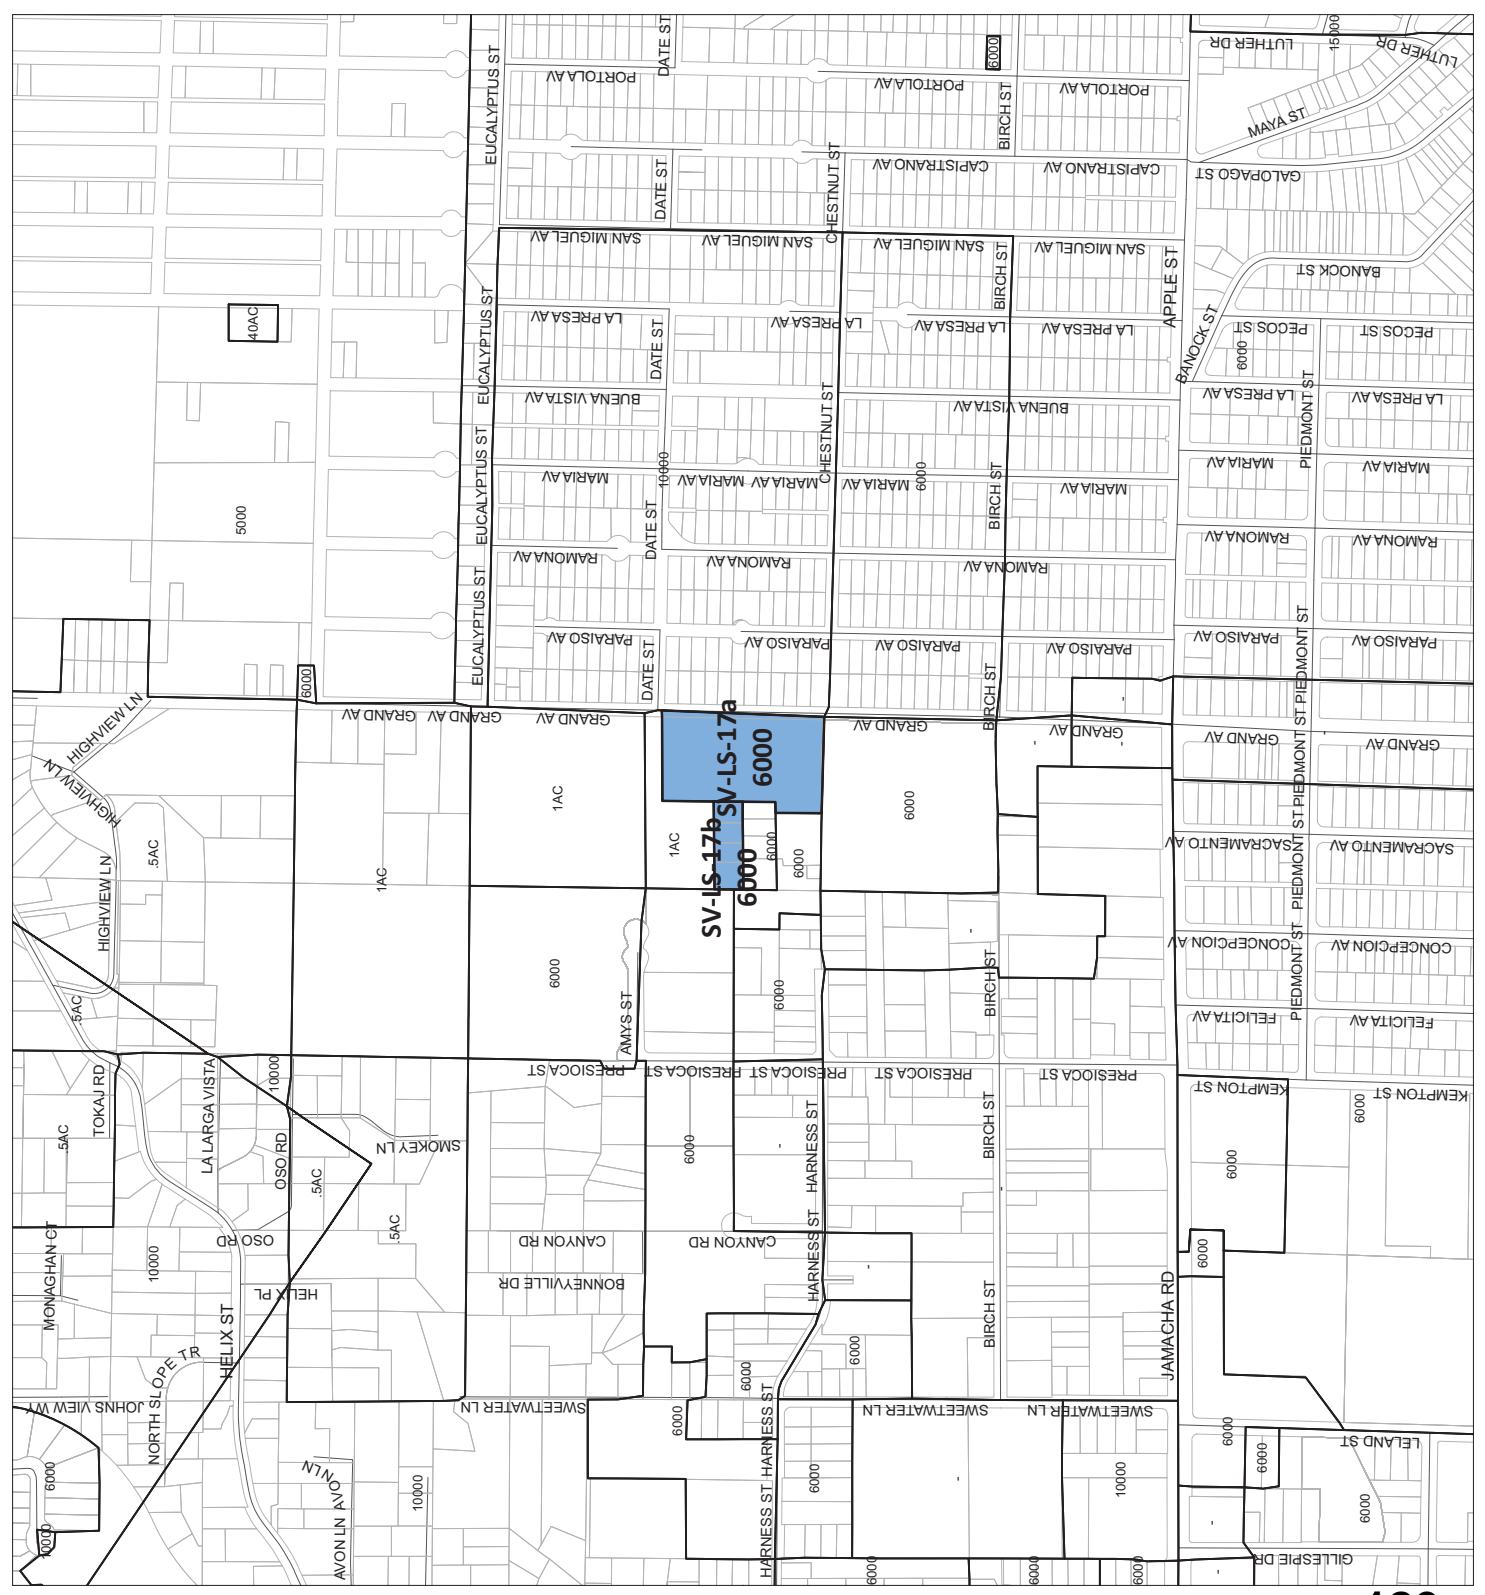 EUCALYPTUS ST
DATE ST
6000
LUTHER DR
15000
LUTHER DR
PORTOLA AV
PORTOLA AV
PORTOLA AV
BIRCH ST
MAYA ST
CAPISTRANO AV
CAPISTRANO AV
GALOPAGO ST
DATE ST
CHESTNUT ST
SAN MIGUEL AV
SAN MIGUEL AV
SAN MIGUEL AV
SAN MIGUEL AV
BIRCH ST
APPLE ST
BANOCK ST
BANOCK ST
40AC
EUCALYPTUS ST
LA PRESA AV
LA PRESA AV
LA PRESA AV
LA PRESA AV
PECOS ST
PECOS ST
6000
DATE ST
EUCALYPTUS ST
BUENA VISTA AV
BUENA VISTA AV
LA PRESA AV
LA PRESA AV
CHESTNUT ST
PIEDMONT ST
5000
EUCALYPTUS ST
MARIA AV
10000
MARIA AV
MARIA AV
MARIA AV
6000
MARIA AV
MARIA AV
MARIA AV
BIRCH ST
DATE ST
RAMONA AV
RAMONA AV
RAMONA AV
RAMONA AV
RAMONA AV
EUCALYPTUS ST
PARAISO AV
PARAISO AV
PARAISO AV
PARAISO AV
PARAISO AV
PARAISO AV
PIEDMONT ST
DATE ST
BIRCH ST
6000
HIGHVIEW LN
HIGHVIEW LN
GRAND AV
GRAND AV
GRAND AV
GRAND AV
GRAND AV
GRAND AV
GRAND AV
PIEDMONT ST
SV-LS-17a
6000
1AC
6000
.5AC
1AC
1AC
SV-LS-17b
6000
6000
6000
SACRAMENTO AV
SACRAMENTO AV
PIEDMONT ST
HIGHVIEW LN
CONCEPCION AV
CONCEPCION AV
6000
6000
BIRCH ST
PIEDMONT ST
.5AC
AMYS ST
FELICITA AV
FELICITA AV
TOKAJ RD
LA LARGA VISTA
10000
PRESIOCA ST
PRESIOCA ST
PRESIOCA ST
PRESIOCA ST
PRESIOCA ST
KEMPTON ST
KEMPTON ST
6000
.5AC
OSO RD
SMOKEY LN
6000
HARNESS ST
BIRCH ST
6000
.5AC
.5AC
MONAGHAN CT
10000
OSO RD
CANYON RD
CANYON RD
HARNESS ST
6000
HELIX PL
BONNEYVILLE DR
HELIX ST
NORTH SLOPE TR
BIRCH ST
JAMACHA RD
6000
6000
JOHNS VIEW WY
SWEETWATER LN
SWEETWATER LN
SWEETWATER LN
HARNESS ST
6000
6000
LELAND ST
6000
AVON LN
AVON LN
10000
6000
10000
6000
6000
10000
HARNESS ST
6000
6000
6000
GILLESPIE DR